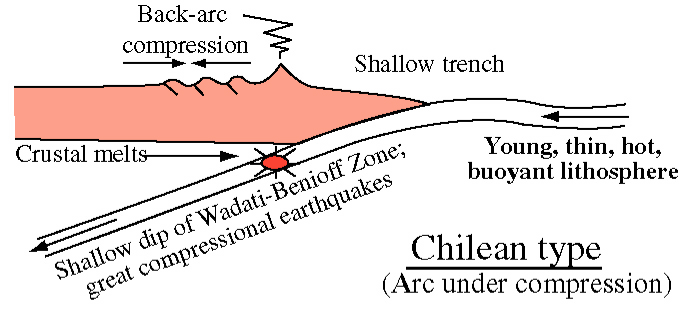 Back-arc
compression
Shallow trench
Crustal melts
Young, thin, hot,
buoyant lithosphere
Shallow dip of Wadati-Benioff Zone;
great compressional earthquakes
Chilean type
(Arc under compression)